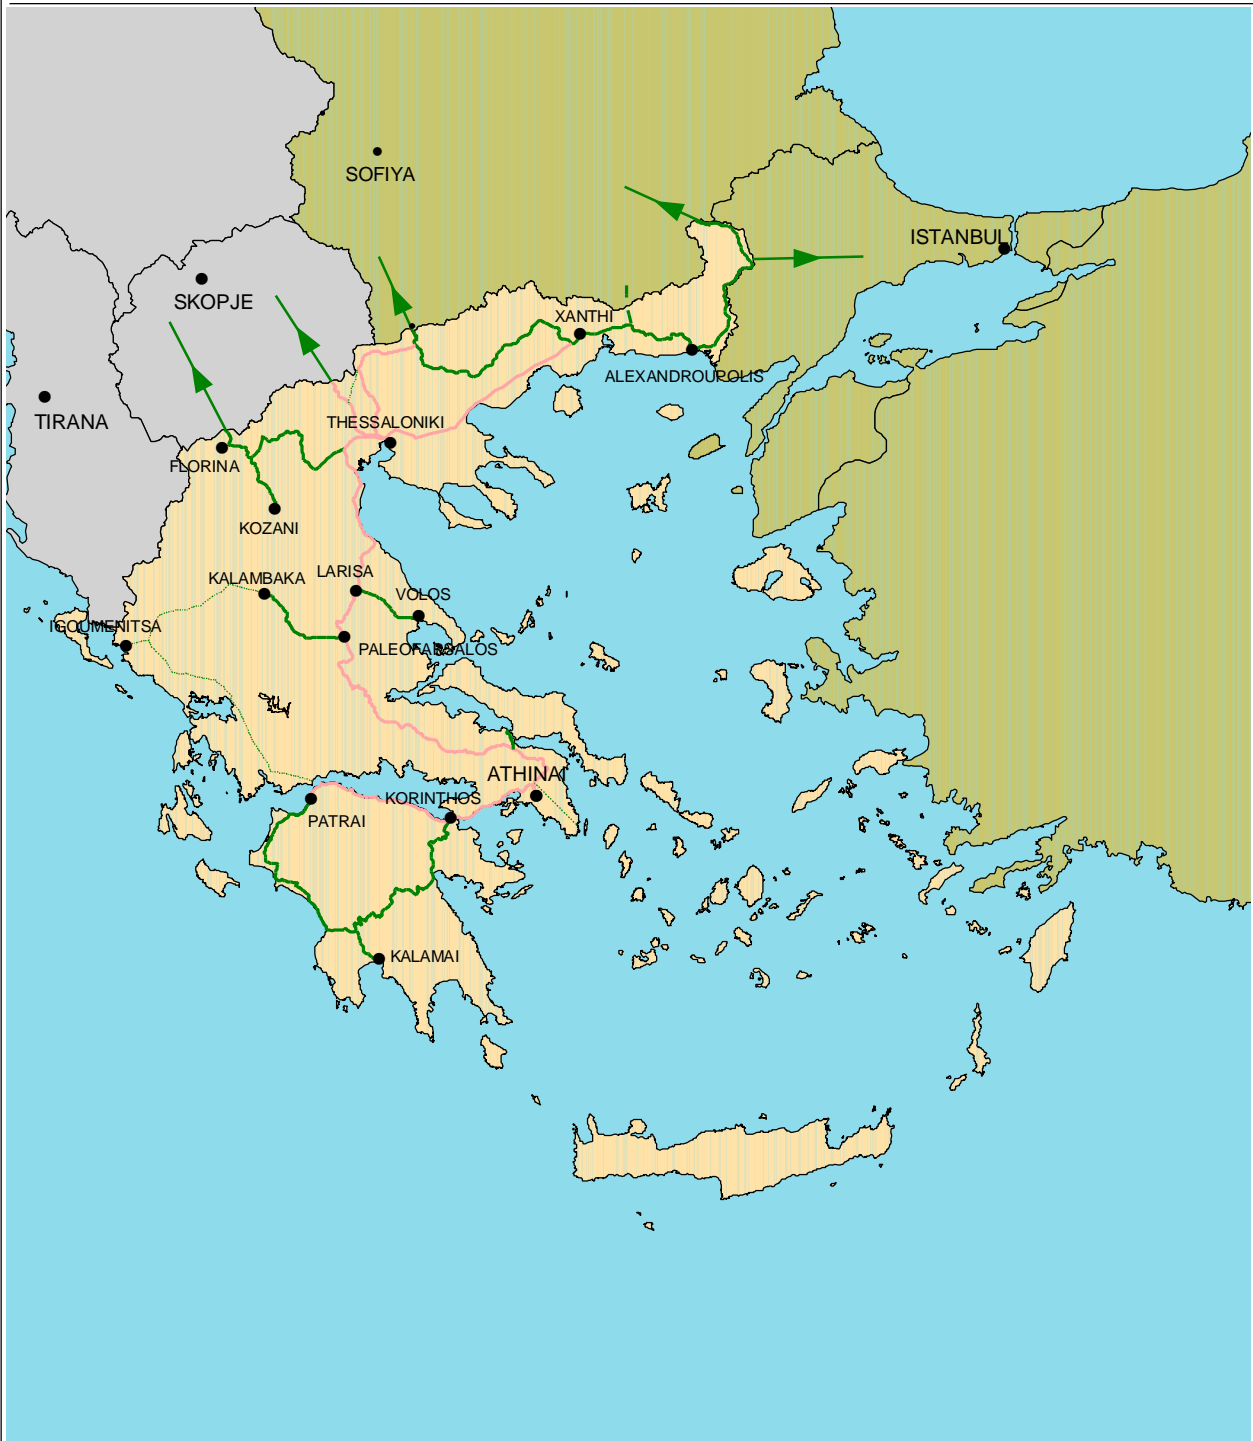 SOFIYA
ISTANBUL
SKOPJE
XANTHI
ALEXANDROUPOLIS
TIRANA
THESSALONIKI
FLORINA
KOZANI
LARISA
KALAMBAKA
VOLOS
IGOUMENITSA
PALEOFARSALOS
ATHINAI
KORINTHOS
PATRAI
KALAMAI